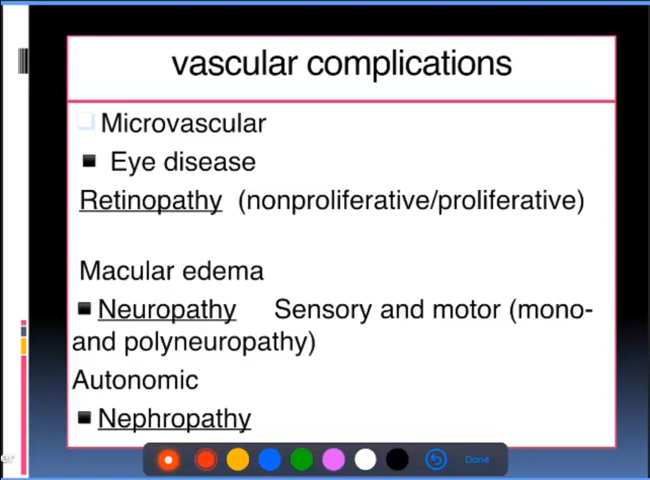 vascular complications
Microvascular
Eye disease
Retinopathy (nonproliferative/proliferative)
Macular edema
Neuropathy Sensory and motor (mono-
and polyneuropathy)
Autonomic
Nephropathy
Done